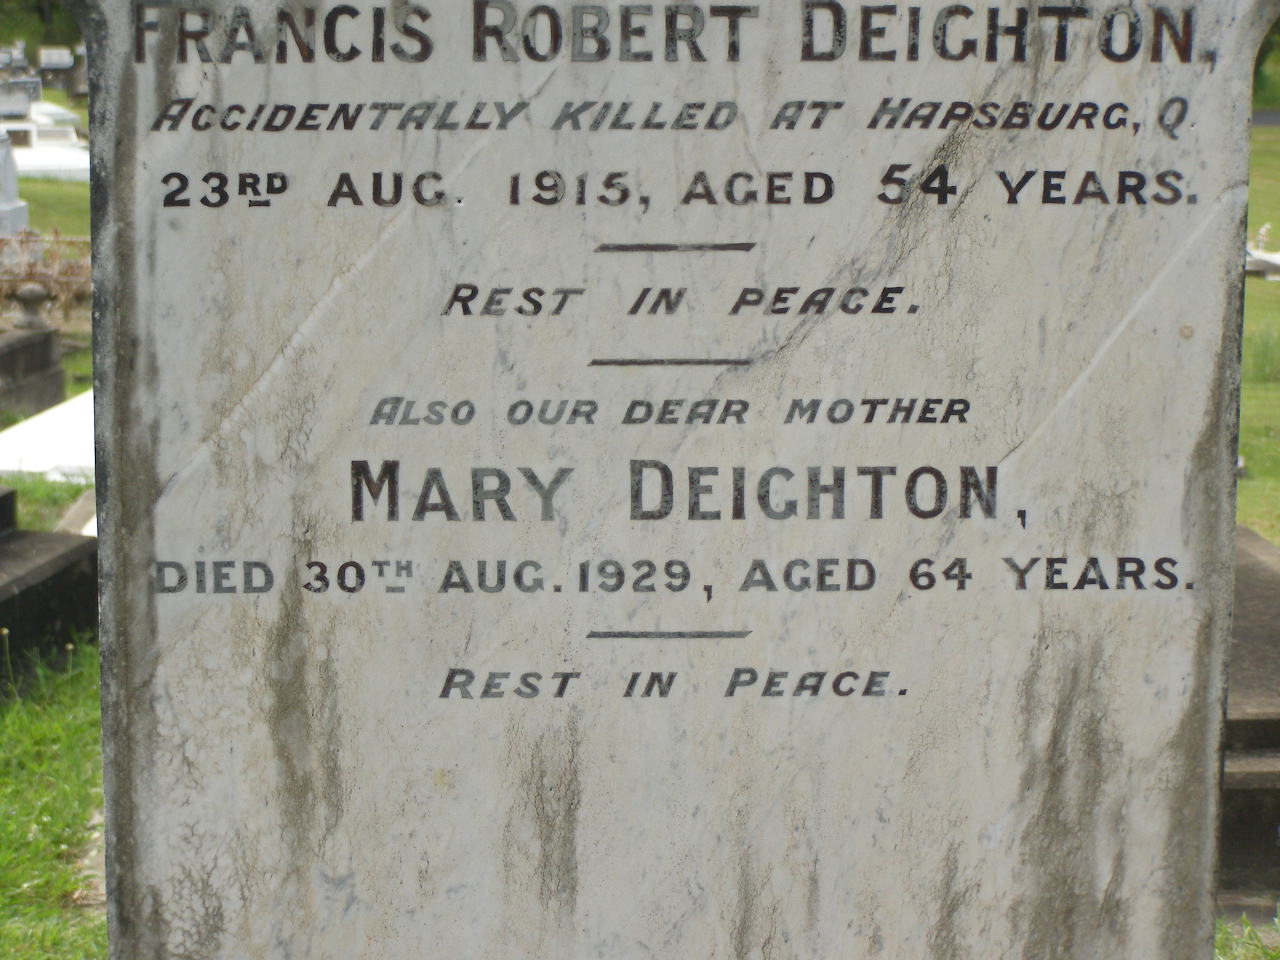 FRANCIS ROBERT DEIGHTON,
ACCIDENTALLY KILLED AT HAPSBURG, Q.
23RD AUG. 1915, AGED 54 YEARS.
REST IN PEACE.
ALSO OUR DEAR MOTHER
MARY DEIGHTON,
DIED 30TH AUG. 1929, AGED 64 YEARS.
REST IN PEACE.